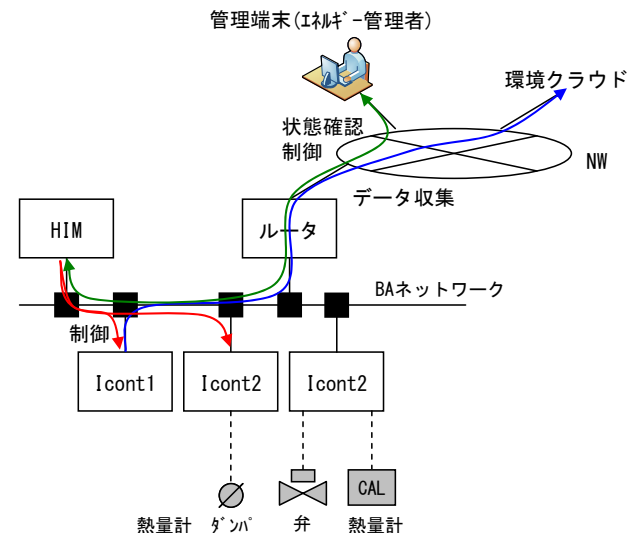 管理端末(ｴﾈﾙｷﾞｰ管理者)
環境クラウド
状態確認
制御
NW
データ収集
HIM
ルータ
BAネットワーク
制御
Icont1
Icont2
Icont2
CAL
熱量計
ﾀﾞﾝﾊﾟ
弁
熱量計